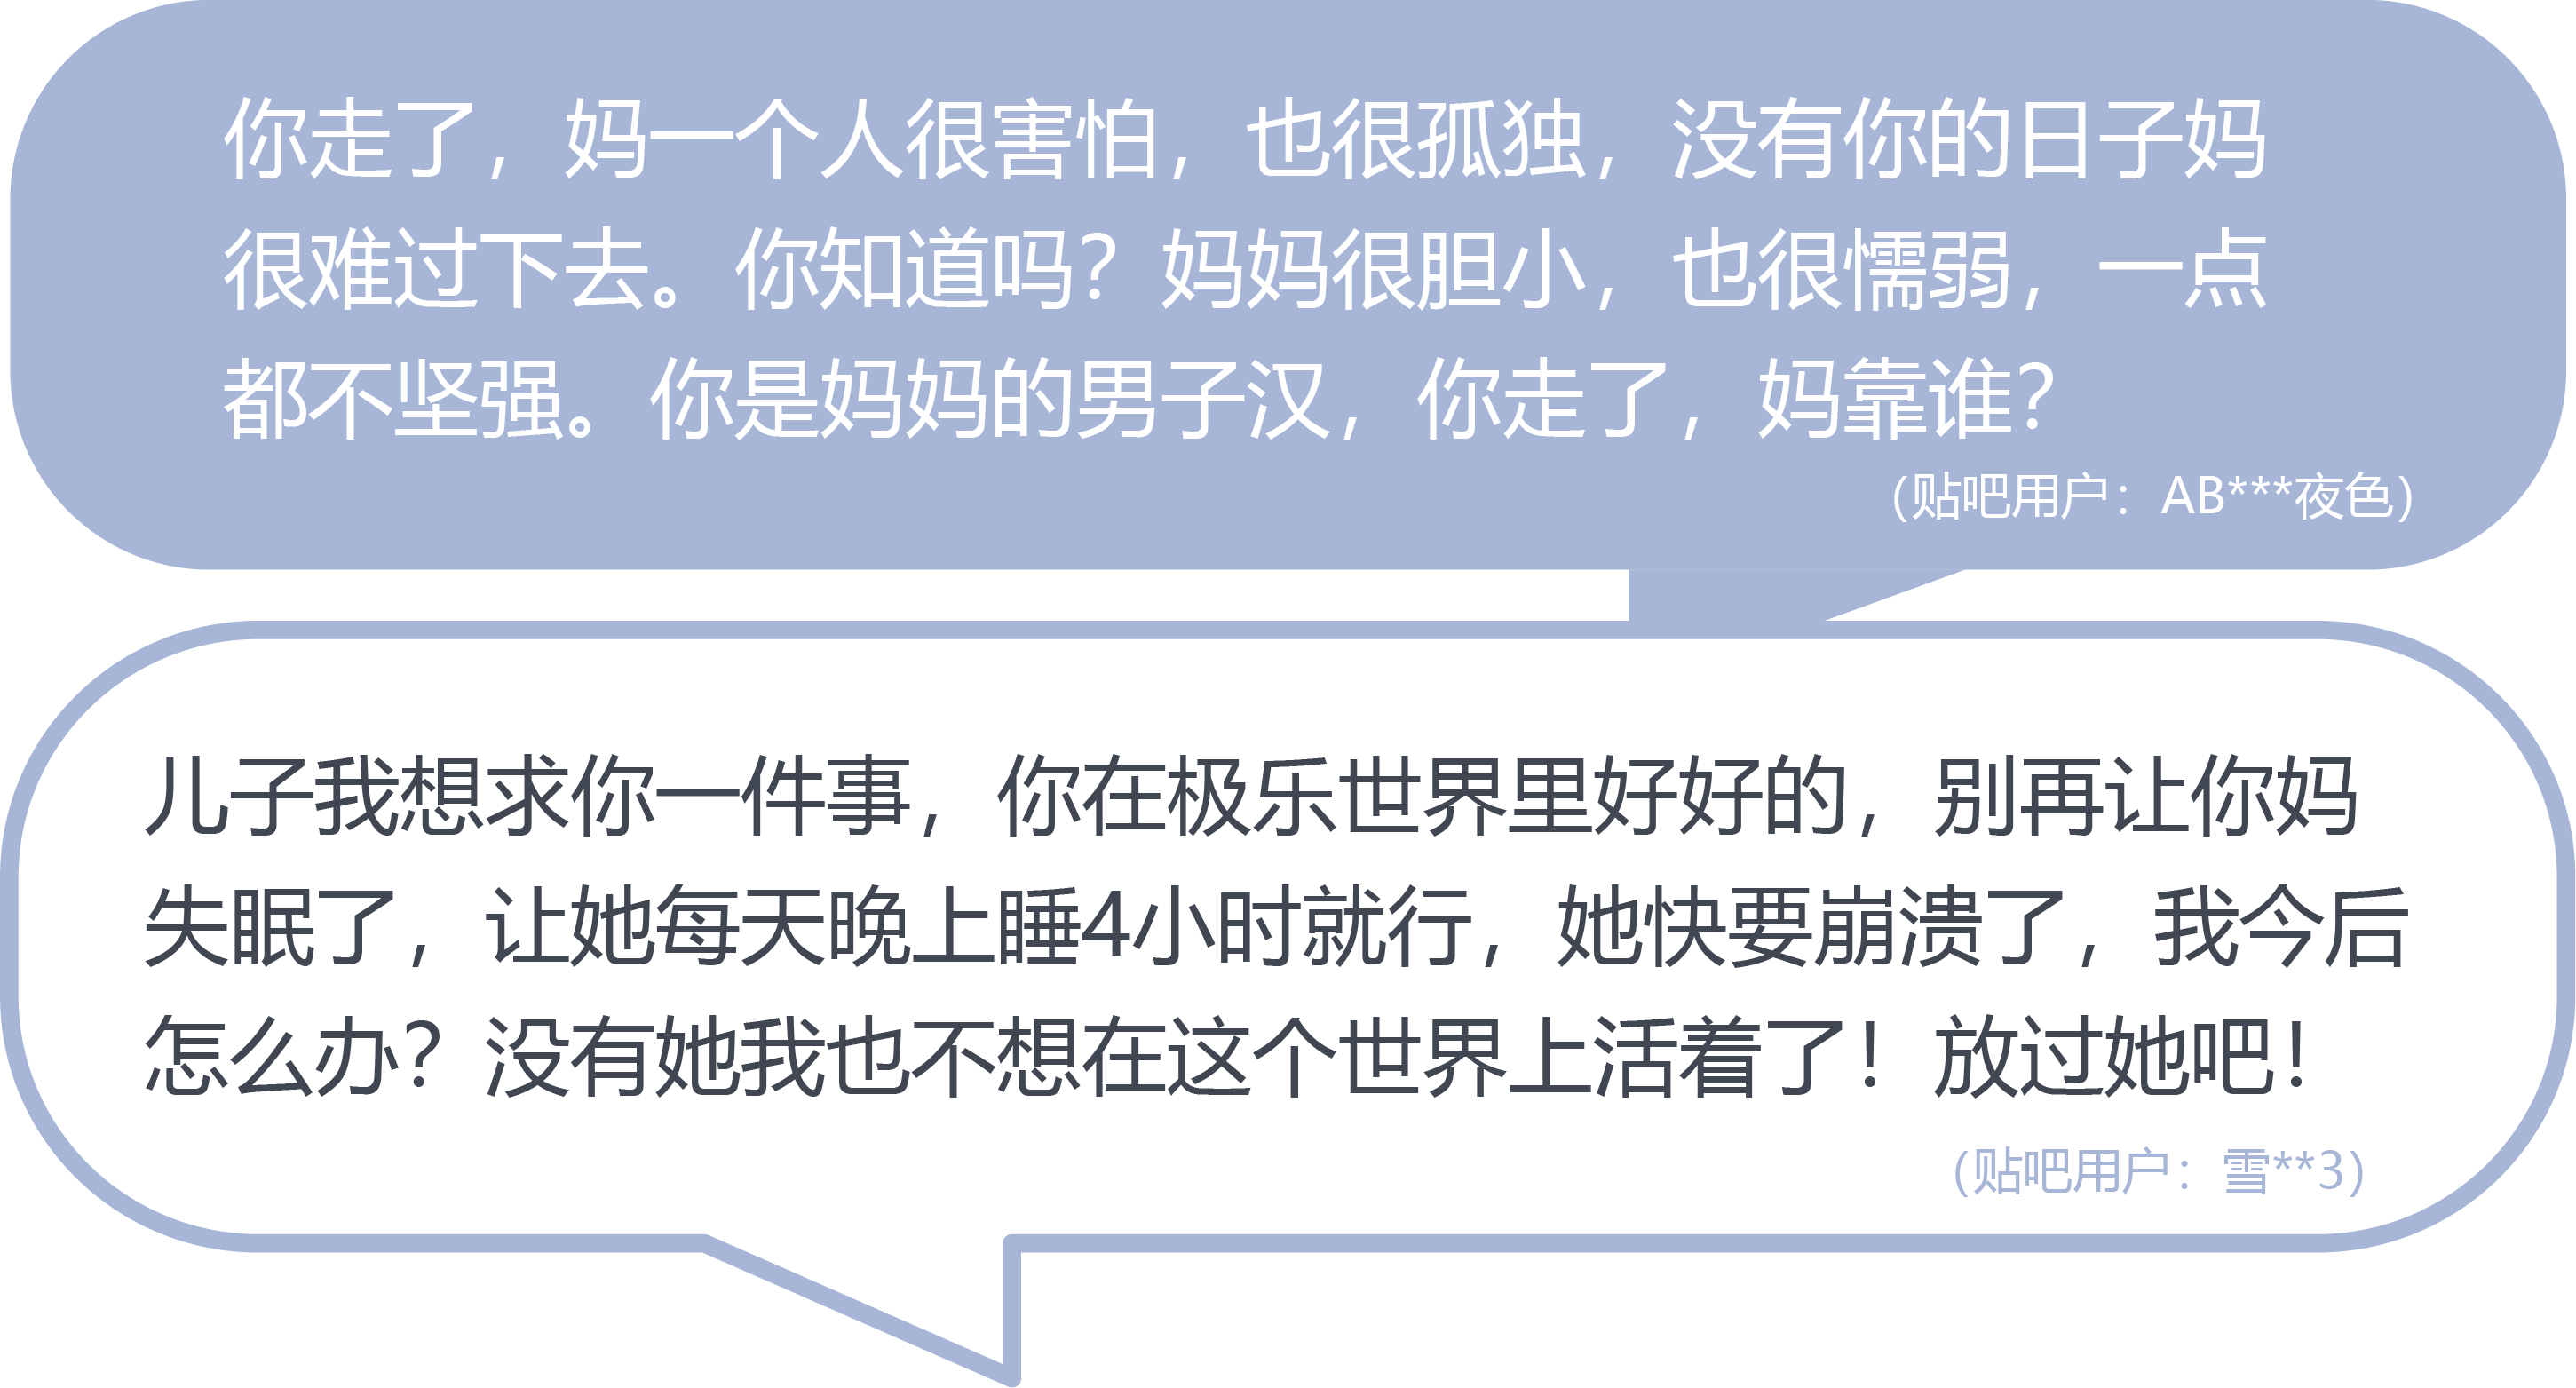 你走了，妈一个人很害怕，也很孤独，没有你的日子妈
很难过下去。你知道吗？妈妈很胆小，也很懦弱，一点
都不坚强。你是妈妈的男子汉，你走了，妈靠谁？
（贴吧用户：AB***夜色）
儿子我想求你一件事，你在极乐世界里好好的，别再让你妈
失眠了，让她每天晚上睡4小时就行，她快要崩溃了，我今后
怎么办？没有她我也不想在这个世界上活着了！放过她吧！
（贴吧用户：雪**3）